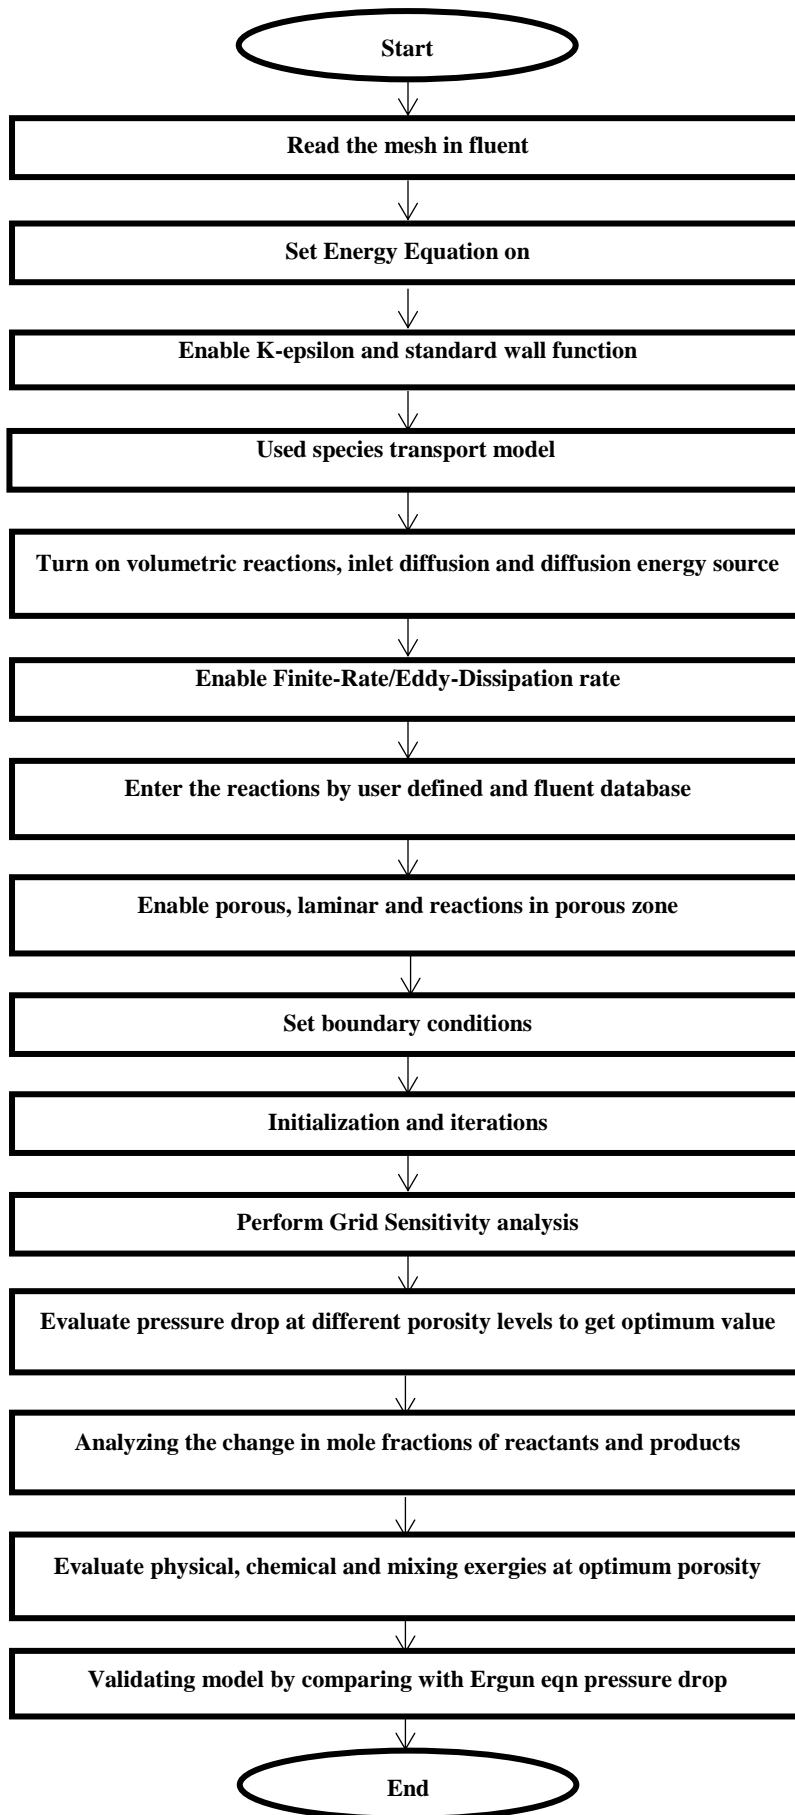 Start
Read the mesh in fluent
Set Energy Equation on
Enable K-epsilon and standard wall function
Used species transport model
Turn on volumetric reactions, inlet diffusion and diffusion energy source
Enable Finite-Rate/Eddy-Dissipation rate
Enter the reactions by user defined and fluent database
Enable porous, laminar and reactions in porous zone
Set boundary conditions
Initialization and iterations
Perform Grid Sensitivity analysis
Evaluate pressure drop at different porosity levels to get optimum value
Analyzing the change in mole fractions of reactants and products
Evaluate physical, chemical and mixing exergies at optimum porosity
Validating model by comparing with Ergun eqn pressure drop
End